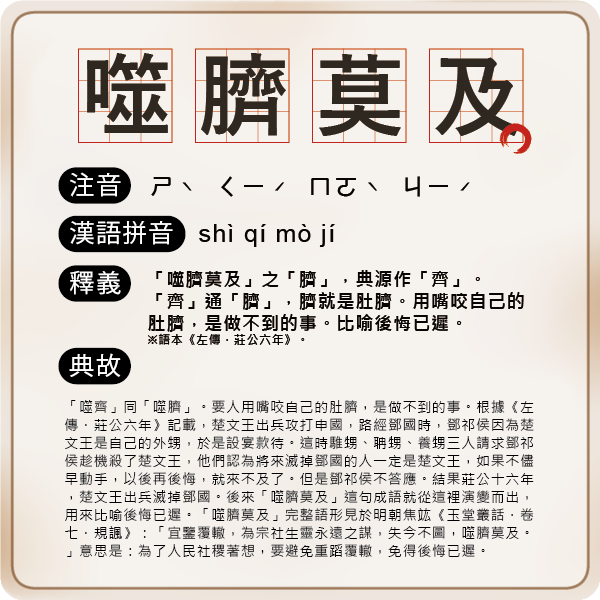 噬臍莫及
注音 ㄕˋ ㄑㄧˊ ㄇㄛˋ ㄐㄧˊ
漢語拼音 shì qí mò jí
釋義 「噬臍莫及」之「臍」，典源作「齊」。
「齊」通「臍」，臍就是肚臍。用嘴咬自己的
肚臍，是做不到的事。比喻後悔已遲。
※語本《左傳．莊公六年》。
典故
「噬齊」同「噬臍」。要人用嘴咬自己的肚臍，是做不到的事。根據《左
傳．莊公六年》記載，楚文王出兵攻打申國，路經鄧國時，鄧祁侯因為楚
文王是自己的外甥，於是設宴款待。這時騅甥、聃甥、養甥三人請求鄧祁
侯趁機殺了楚文王，他們認為將來滅掉鄧國的人一定是楚文王，如果不儘
早動手，以後再後悔，就來不及了。但是鄧祁侯不答應。結果莊公十六年
，楚文王出兵滅掉鄧國。後來「噬臍莫及」這句成語就從這裡演變而出，
用來比喻後悔已遲。「噬臍莫及」完整語形見於明朝焦竑《玉堂叢話．卷
七．規諷》：「宜鑒覆轍，為宗社生靈永遠之謀，失今不圖，噬臍莫及。
」意思是：為了人民社稷著想，要避免重蹈覆轍，免得後悔已遲。